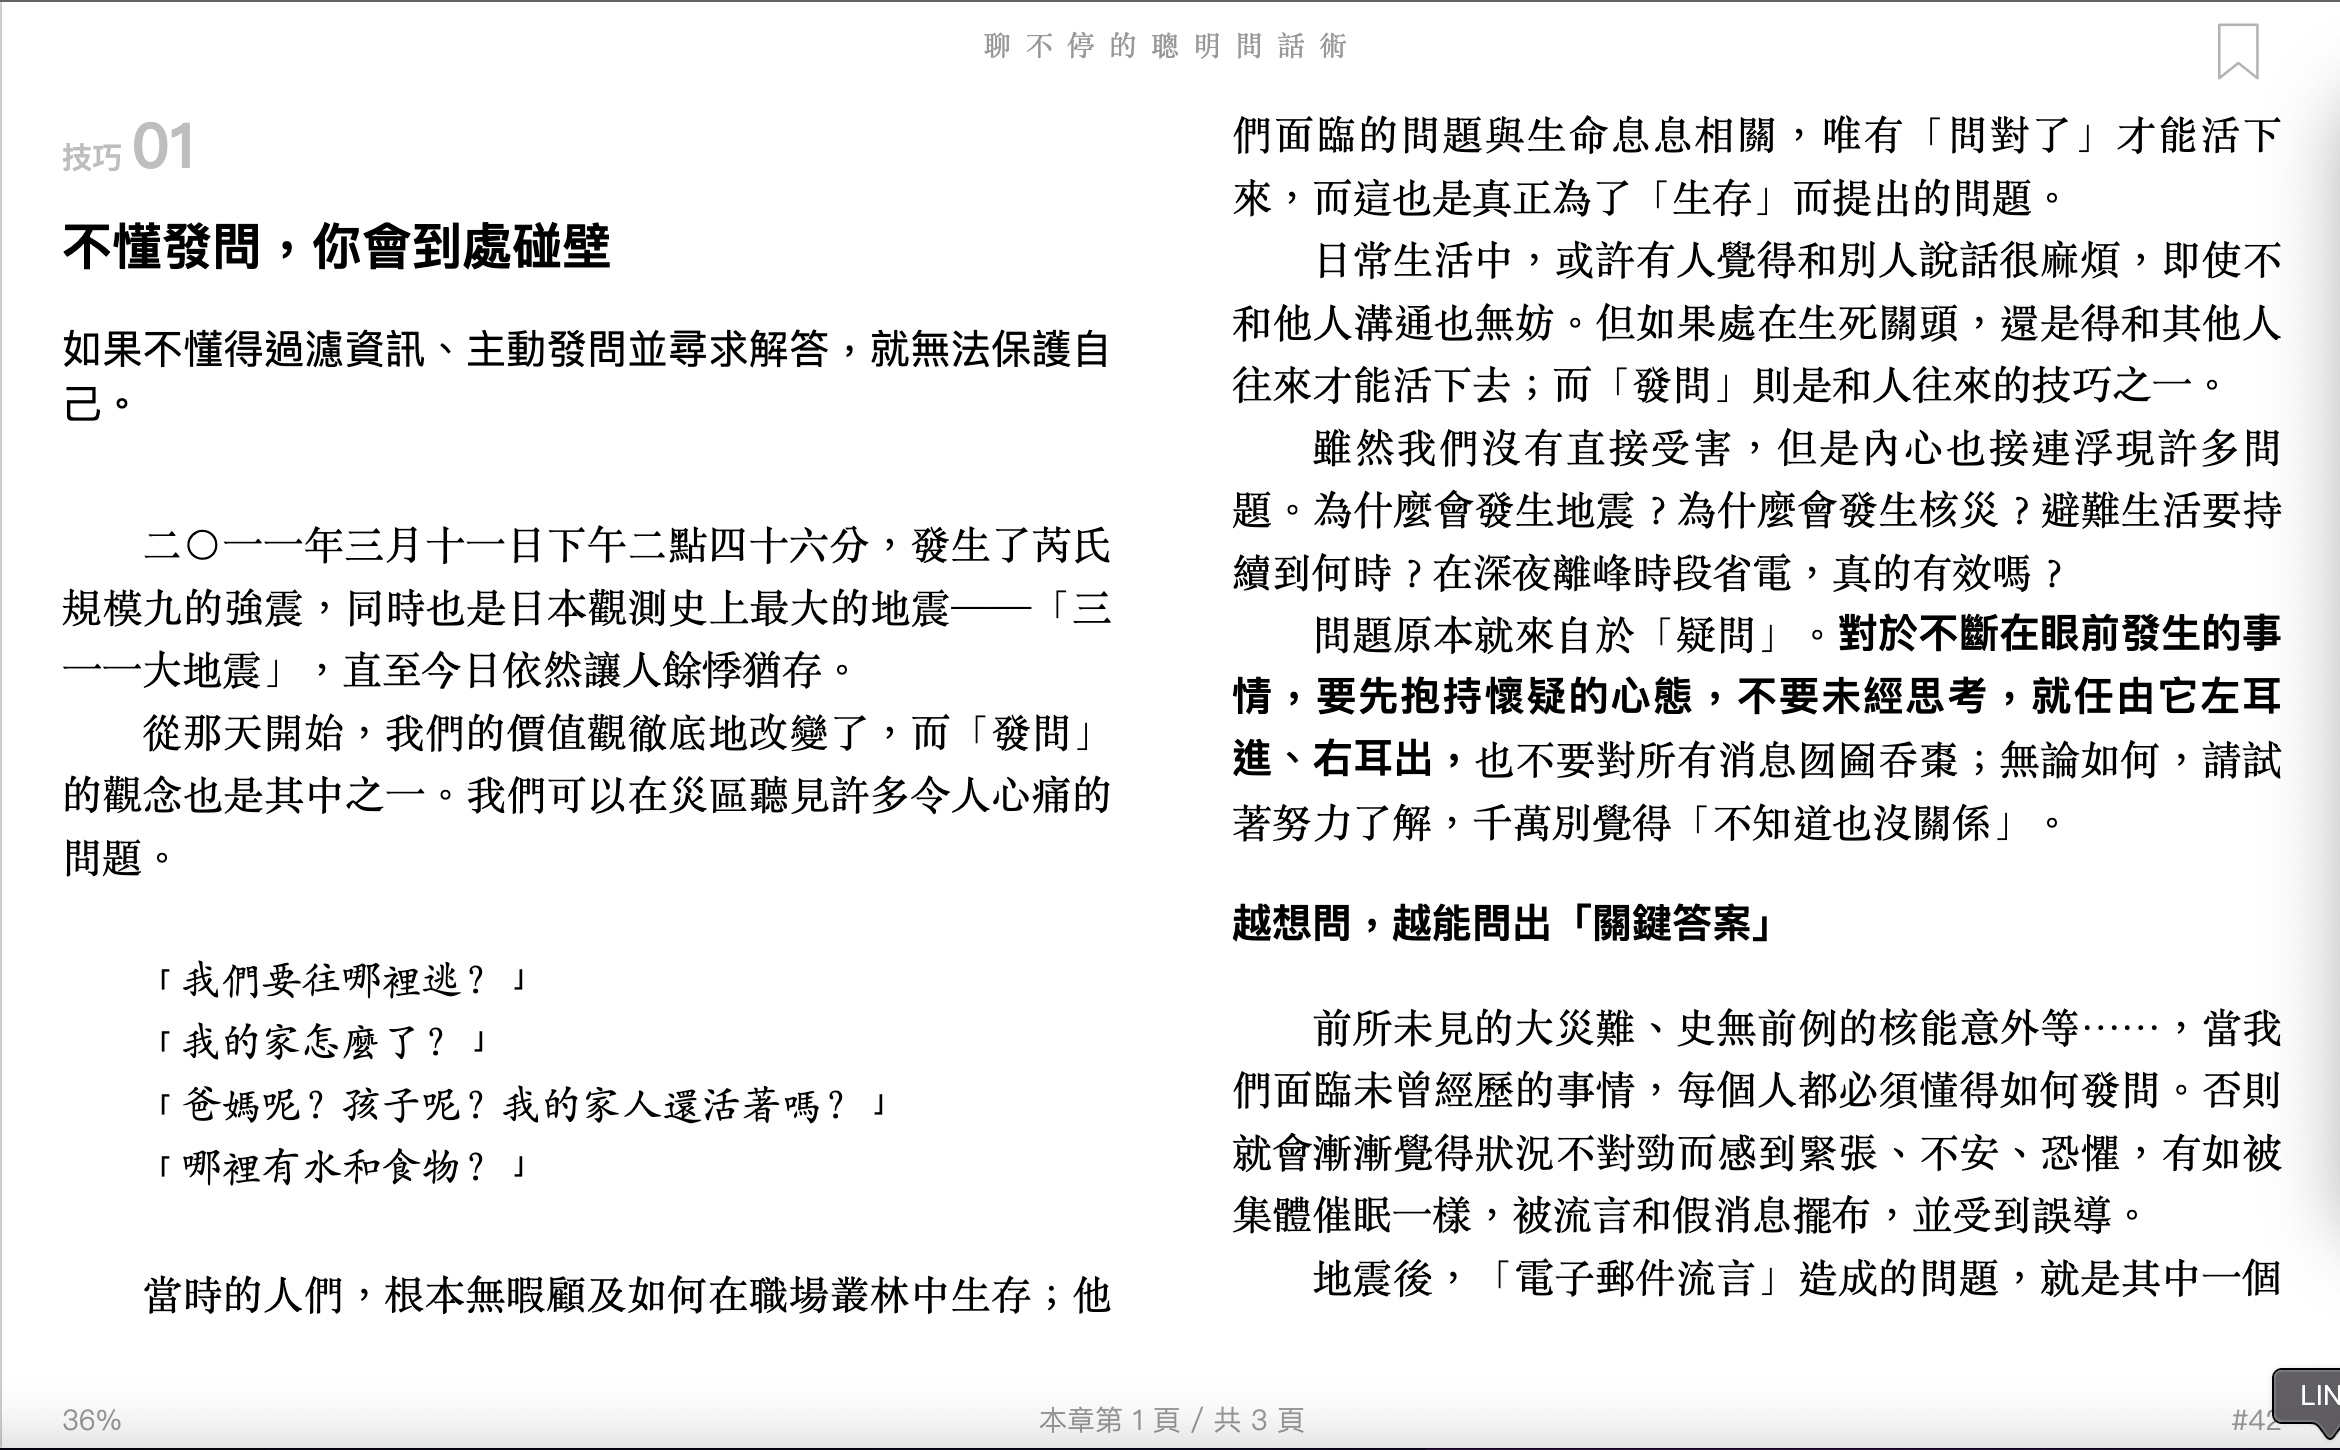 聊不停的聰明問話術
技巧 01
不懂發問，你會到處碰壁
如果不懂得過濾資訊、主動發問並尋求解答，就無法保護自
己。
二〇一一年三月十一日下午二點四十六分，發生了芮氏
規模九的強震，同時也是日本觀測史上最大的地震——「三
一一大地震」，直至今日依然讓人餘悸猶存。
從那天開始，我們的價值觀徹底地改變了，而「發問」
的觀念也是其中之一。我們可以在災區聽見許多令人心痛的
問題。
「我們要往哪裡逃？」
「我的家怎麼了？」
「爸媽呢？孩子呢？我的家人還活著嗎？」
「哪裡有水和食物？」
當時的人們，根本無暇顧及如何在職場叢林中生存；他
們面臨的問題與生命息息相關，唯有「問對了」才能活下
來，而這也是真正為了「生存」而提出的問題。
日常生活中，或許有人覺得和別人說話很麻煩，即使不
和他人溝通也無妨。但如果處在生死關頭，還是得和其他人
往來才能活下去；而「發問」則是和人往來的技巧之一。
雖然我們沒有直接受害，但是內心也接連浮現許多問
題。為什麼會發生地震？為什麼會發生核災？避難生活要持
續到何時？在深夜離峰時段省電，真的有效嗎？
問題原本就來自於「疑問」。對於不斷在眼前發生的事
情，要先抱持懷疑的心態，不要未經思考，就任由它左耳
進、右耳出，也不要對所有消息囫圇吞棗；無論如何，請試
著努力了解，千萬別覺得「不知道也沒關係」。
越想問，越能問出「關鍵答案」
前所未見的大災難、史無前例的核能意外等……，當我
們面臨未曾經歷的事情，每個人都必須懂得如何發問。否則
就會漸漸覺得狀況不對勁而感到緊張、不安、恐懼，有如被
集體催眠一樣，被流言和假消息擺布，並受到誤導。
地震後，「電子郵件流言」造成的問題，就是其中一個
36%
本章第 1 頁 / 共 3 頁
#42
LIN